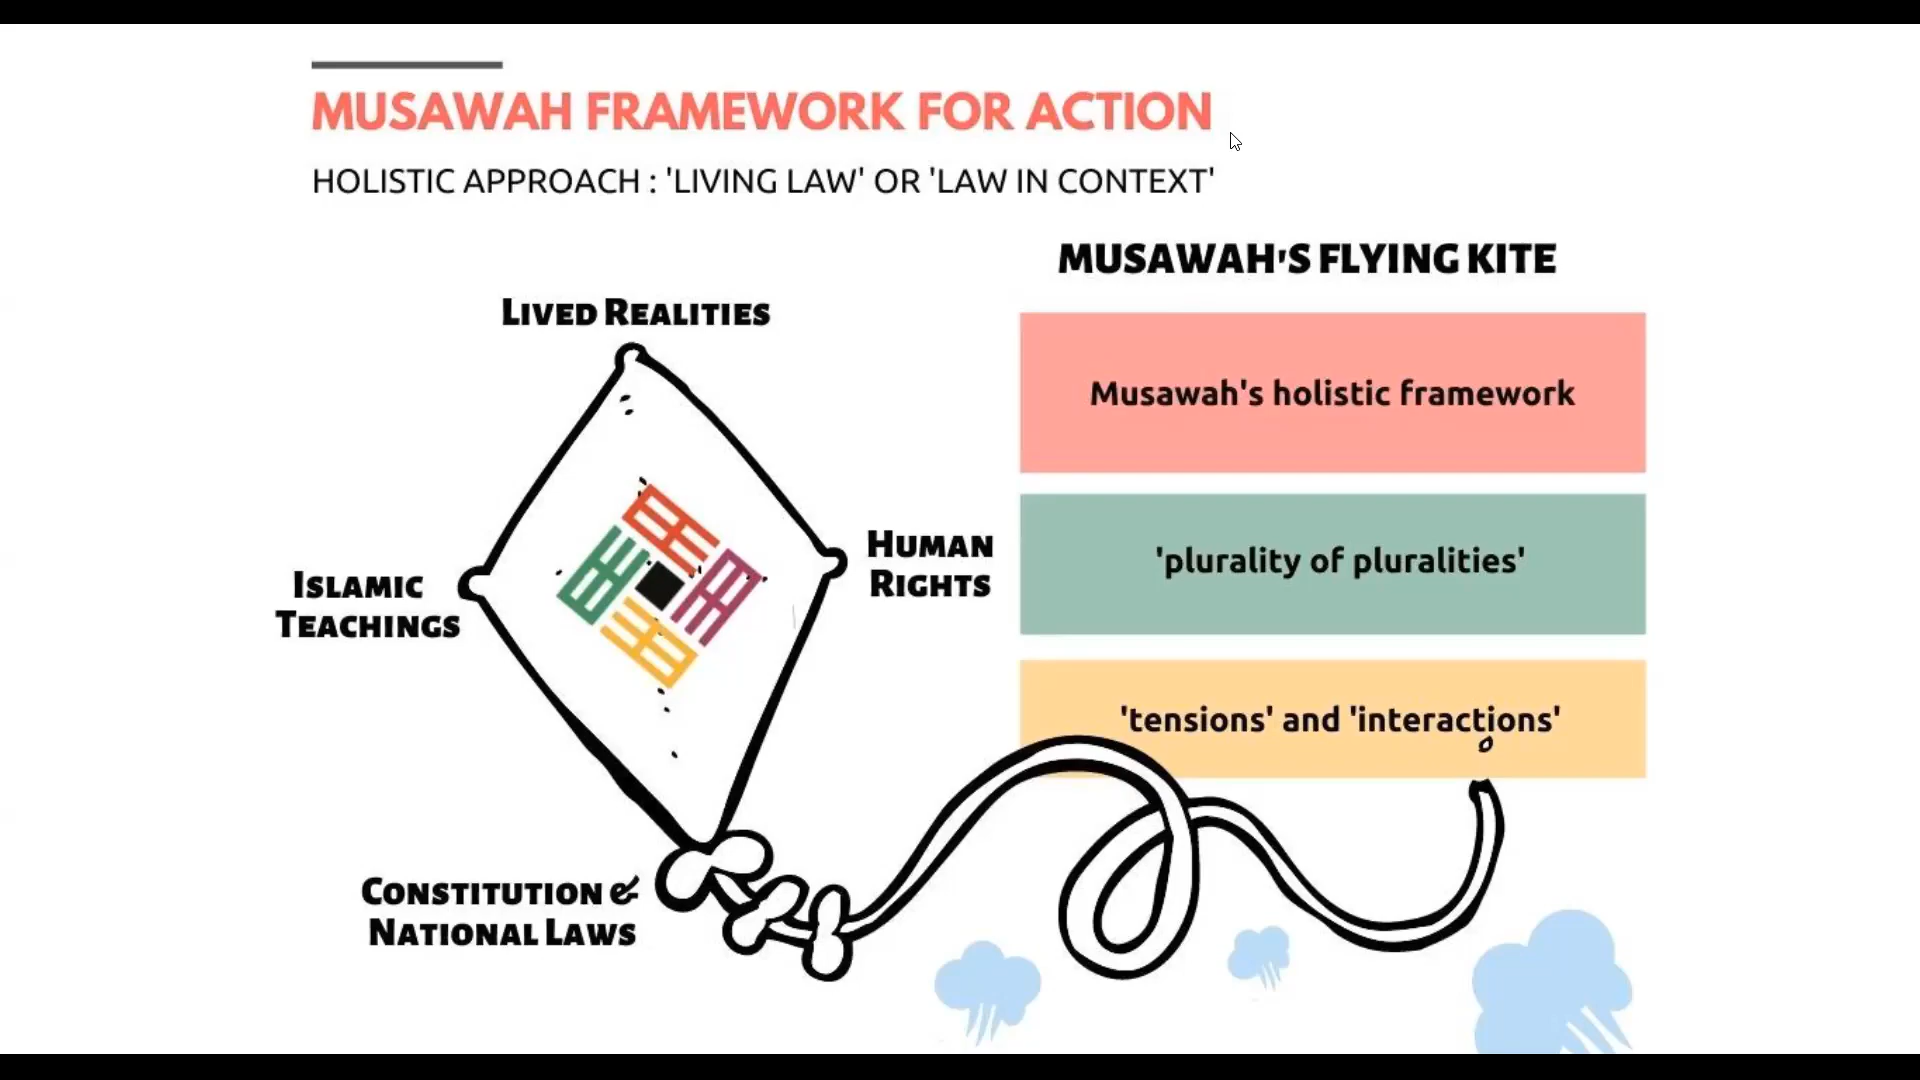 MUSAWAH FRAMEWORK FOR ACTION
HOLISTIC APPROACH : 'LIVING LAW' OR 'LAW IN CONTEXT'
MUSAWAH'S FLYING KITE
LIVED REALITIES
Musawah's holistic framework
HUMAN
RIGHTS
ISLAMIC
TEACHINGS
'plurality of pluralities'
'tensions' and 'interactions'
CONSTITUTION &
NATIONAL LAWS